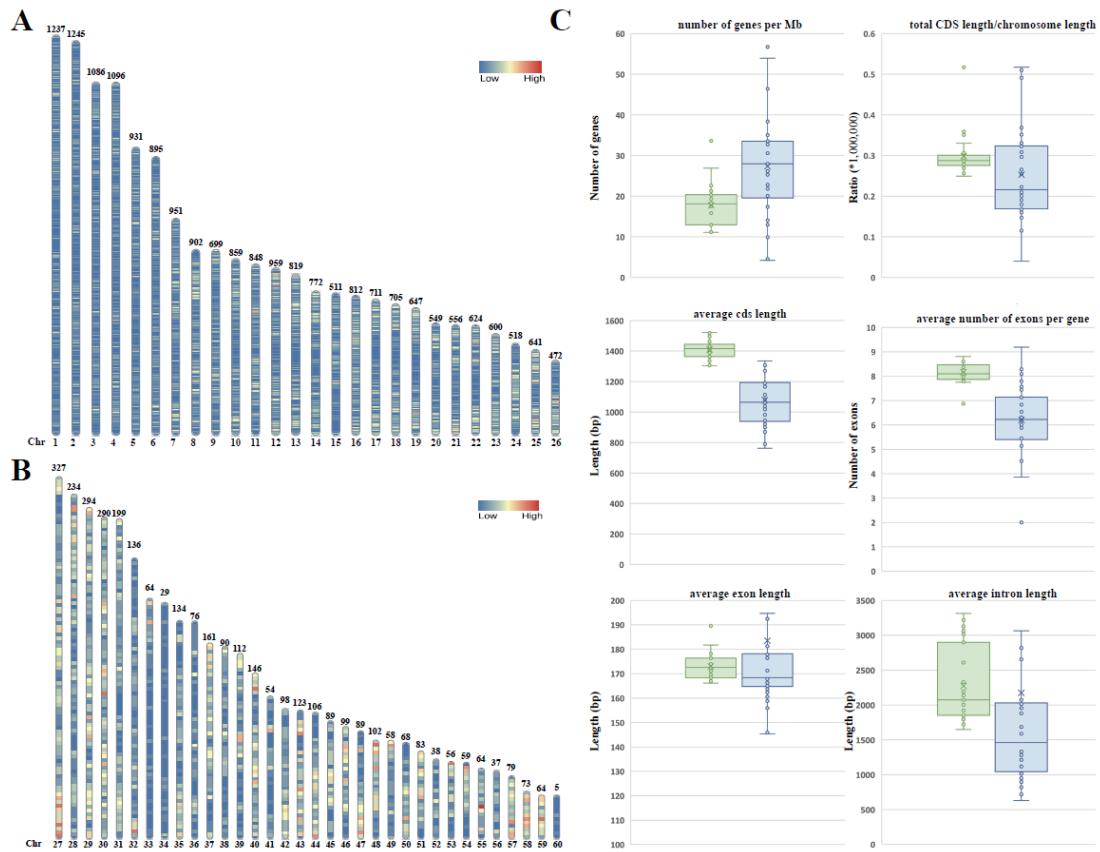 A
1237 1245 1086 1096 931 895 951 902 699 859 848 959 819 772 511 812 711 705 647 549 556 624 600 518 641 472
Low High
Chr 1 2 3 4 5 6 7 8 9 10 11 12 13 14 15 16 17 18 19 20 21 22 23 24 25 26
B
327 234 294 290 199 136 64 29 134 76 161 90 112 146 54 98 123 106 89 99 89 102 58 68 83 38 56 59 64 37 79 73 64 5
Low High
Chr 27 28 29 30 31 32 33 34 35 36 37 38 39 40 41 42 43 44 45 46 47 48 49 50 51 52 53 54 55 56 57 58 59 60
C
number of genes per Mb
Number of genes
60
50
40
30
20
10
0
total CDS length/chromosome length
Ratio (*1,000,000)
0.6
0.5
0.4
0.3
0.2
0.1
0
average cds length
Length (bp)
1600
1400
1200
1000
800
600
400
200
0
average number of exons per gene
Number of exons
10
9
8
7
6
5
4
3
2
1
0
average exon length
Length (bp)
200
190
180
170
160
150
140
130
120
110
100
average intron length
Length (bp)
3500
3000
2500
2000
1500
1000
500
0